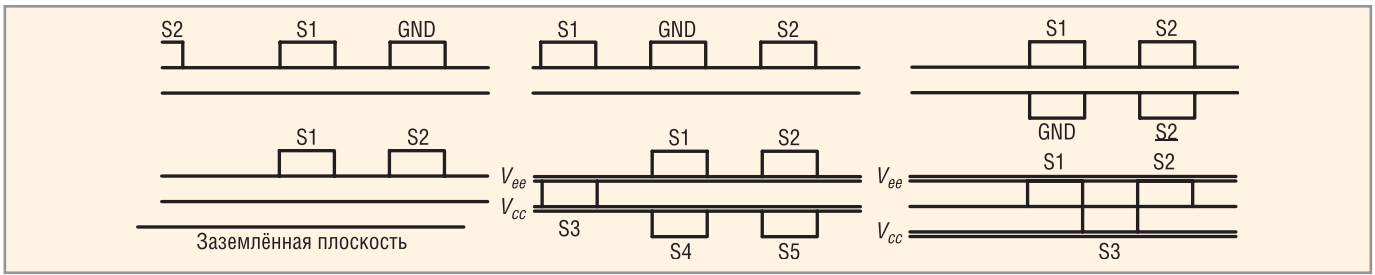 S2 S1 GND S1 GND S2 S1 S2
GND S2
S1 S2 S1 S2 S1 S2
Vee Vee
Vcc S3 Vcc
Заземлённая плоскость S4 S5 S3